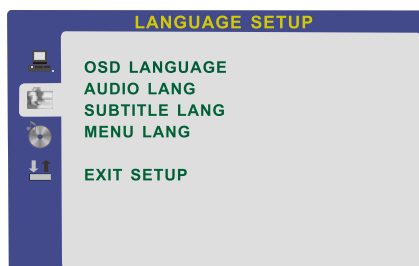 LANGUAGE SETUP
OSD LANGUAGE
AUDIO LANG
SUBTITLE LANG
MENU LANG
EXIT SETUP